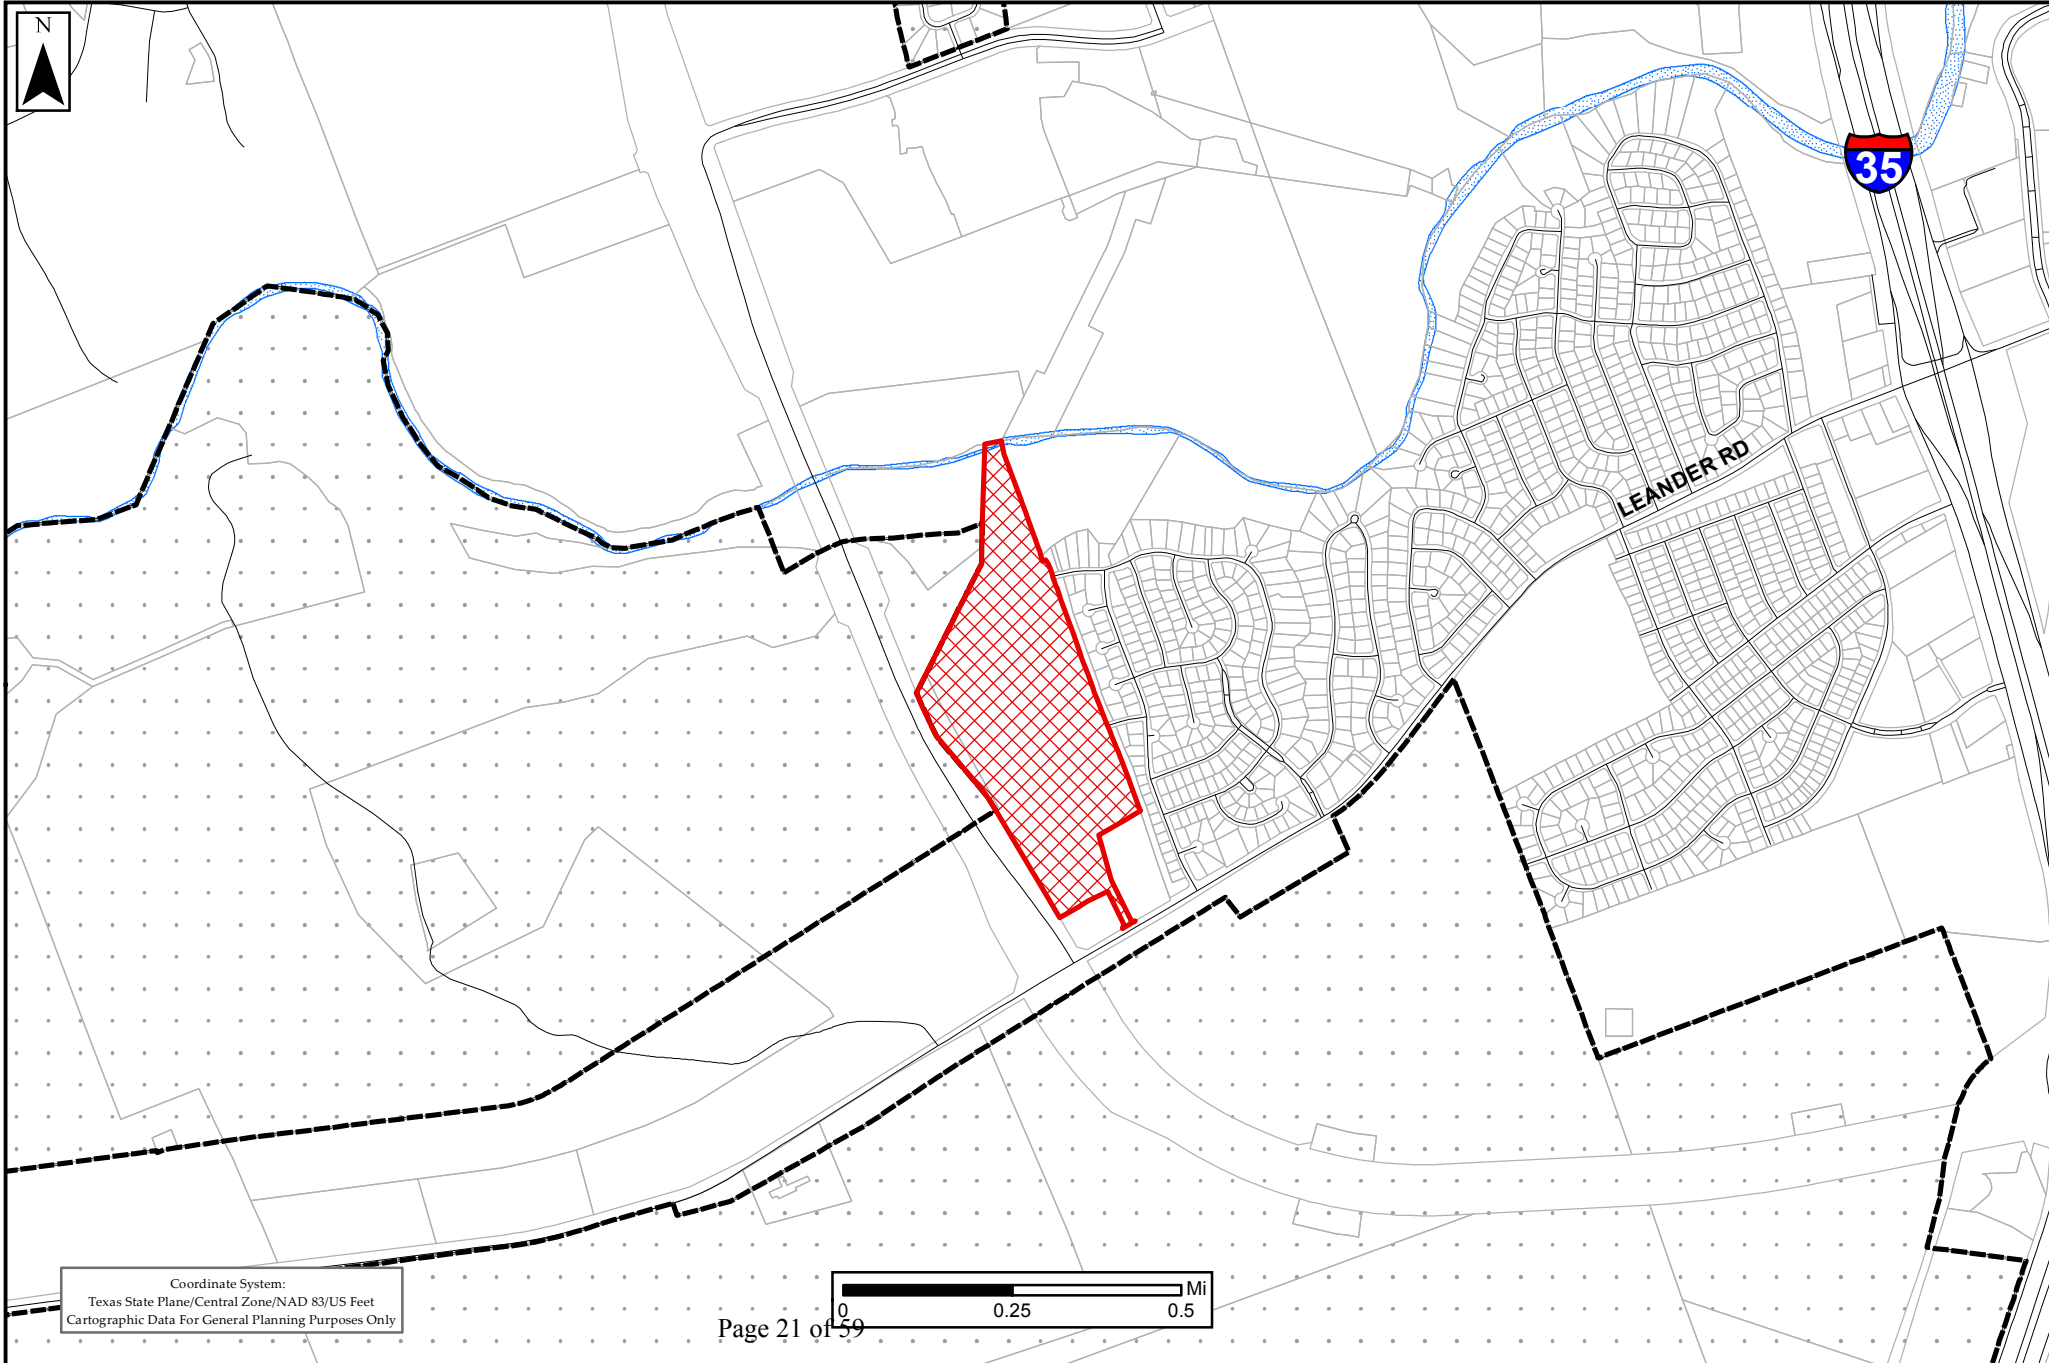 N
35
LEANDER RD
Coordinate System:
Texas State Plane/Central Zone/NAD 83/US Feet
Cartographic Data For General Planning Purposes Only
Mi
0 0.25 0.5
Page 21 of 59